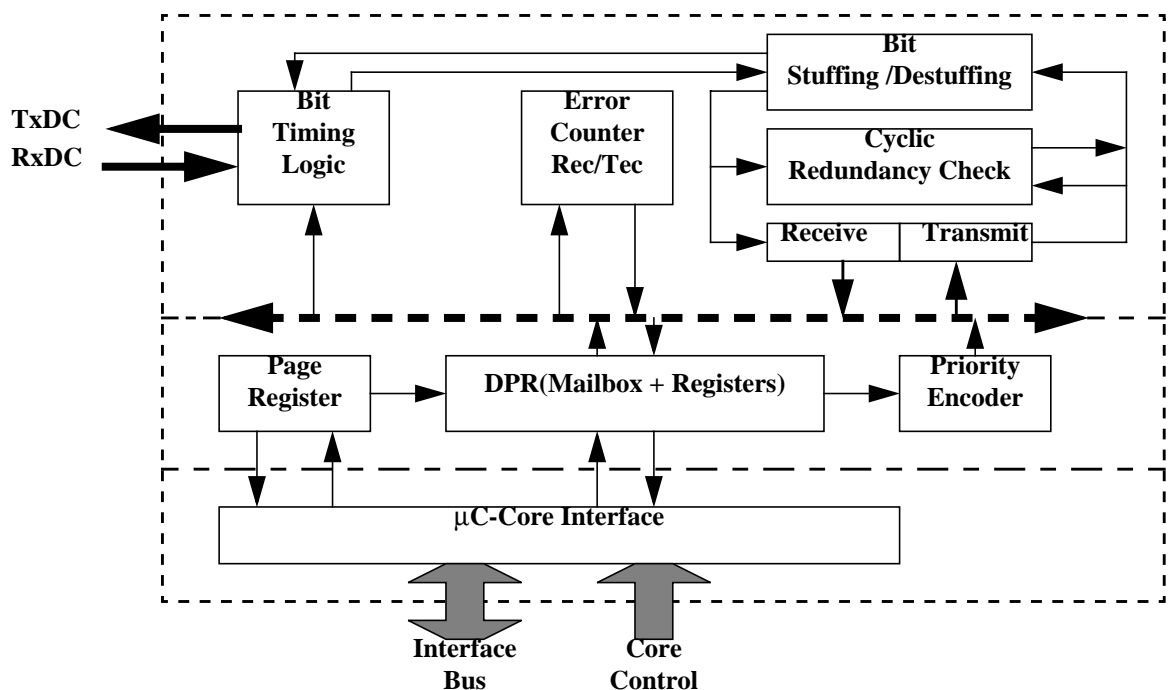 Bit
Stuffing /Destuffing
TxDC
RxDC
Bit
Timing
Logic
Error
Counter
Rec/Tec
Cyclic
Redundancy Check
Receive
Transmit
Page
Register
DPR(Mailbox + Registers)
Priority
Encoder
µC-Core Interface
Interface
Bus
Core
Control